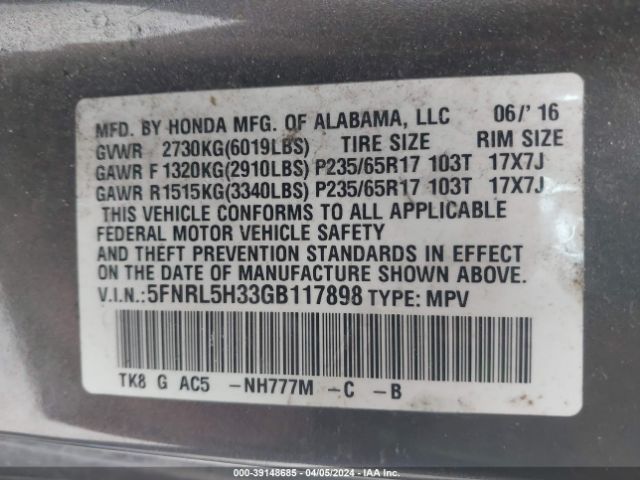 MFD. BY HONDA MFG. OF ALABAMA, LLC 06/'16
GVWR 2730KG(6019LBS) TIRE SIZE RIM SIZE
GAWR F1320KG(2910LBS) P235/65R17 103T 17X7J
GAWR R1515KG(3340LBS) P235/65R17 103T 17X7J
THIS VEHICLE CONFORMS TO ALL APPLICABLE
FEDERAL MOTOR VEHICLE SAFETY
AND THEFT PREVENTION STANDARDS IN EFFECT
ON THE DATE OF MANUFACTURE SHOWN ABOVE.
V.I.N.:5FNRL5H33GB117898 TYPE: MPV
TK8 G AC5 -NH777M -C -B
(Stock: 39148685 - 04/05/2024 - IAA Inc.)